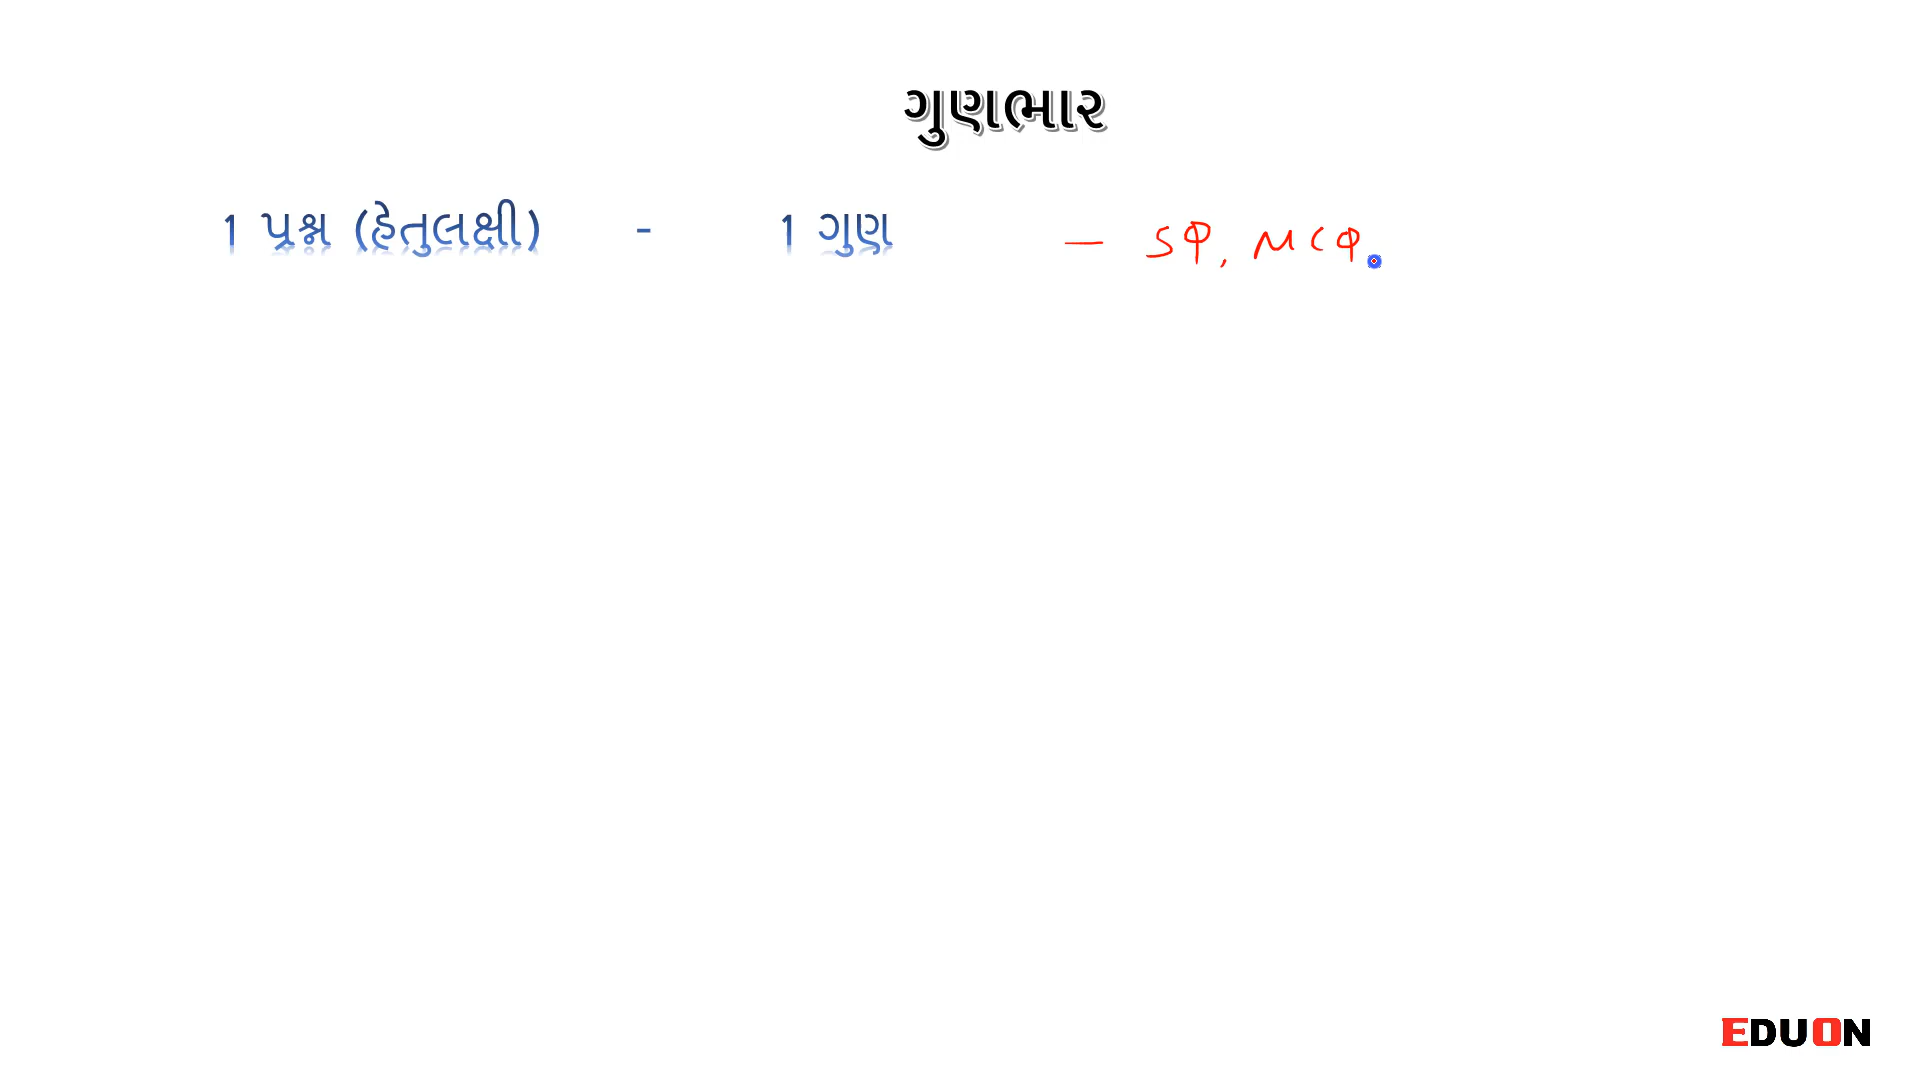 ગુણભાર
1 પ્રશ્ન (હેતુલક્ષી) - 1 ગુણ — SQ, MCQ
EDUON